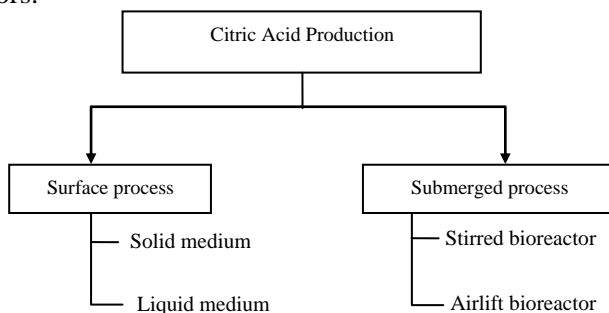 Citric Acid Production
Surface process
Submerged process
Solid medium
Stirred bioreactor
Liquid medium
Airlift bioreactor